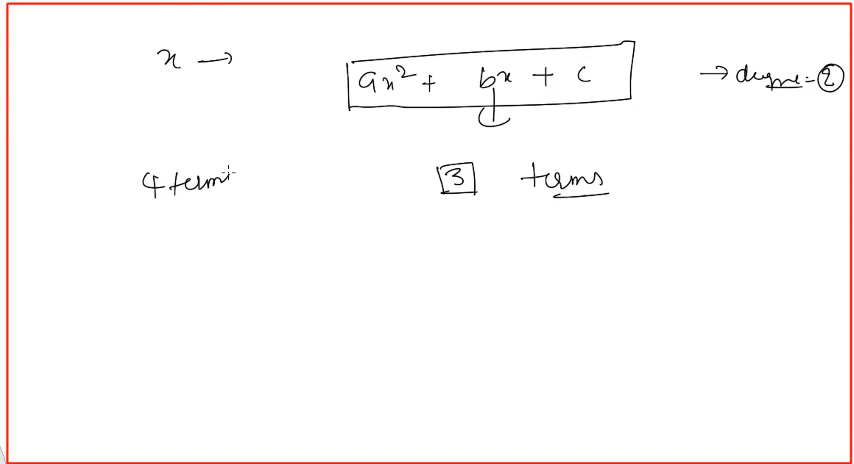 x → ax² + bx + c → degree = 2
4 term 3 terms